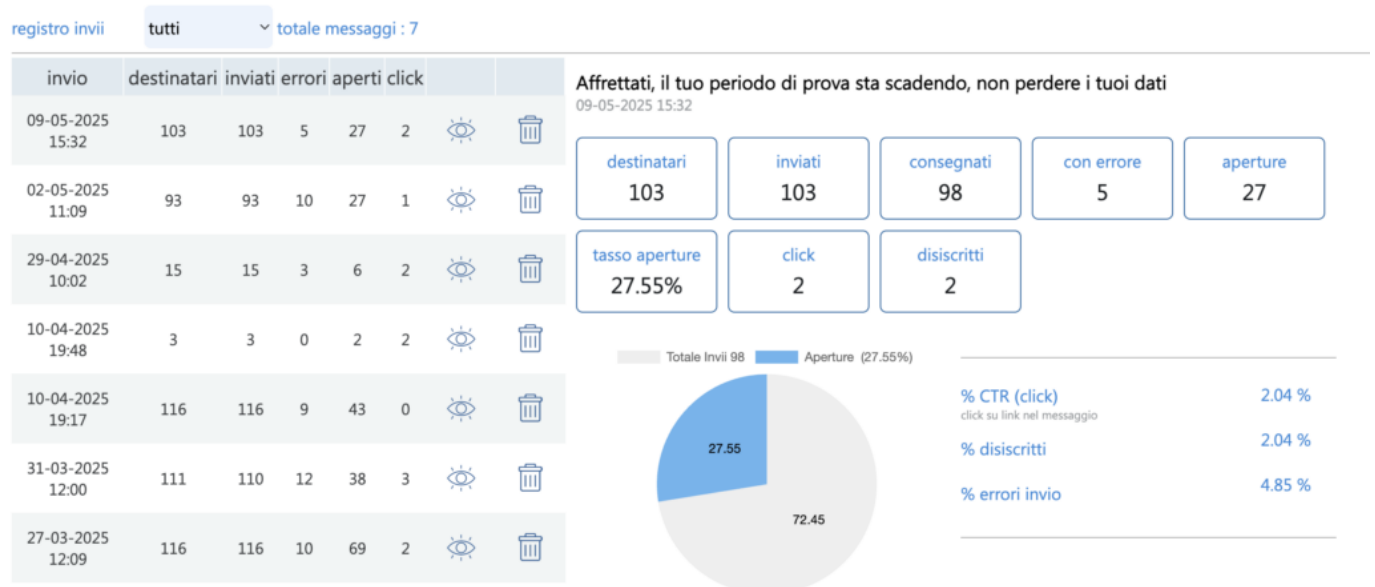 registro invii tutti totale messaggi : 7
invio destinatari inviati errori aperti click
09-05-2025
15:32
103 103 5 27 2
02-05-2025
11:09
93 93 10 27 1
29-04-2025
10:02
15 15 3 6 2
10-04-2025
19:48
3 3 0 2 2
10-04-2025
19:17
116 116 9 43 0
31-03-2025
12:00
111 110 12 38 3
27-03-2025
12:09
116 116 10 69 2
Affrettati, il tuo periodo di prova sta scadendo, non perdere i tuoi dati
09-05-2025 15:32
destinatari inviati consegnati con errore aperture
103 103 98 5 27
tasso aperture click disiscritti
27.55% 2 2
Totale Invii 98 Aperture (27.55%)
27.55
72.45
% CTR (click) 2.04 %
click su link nel messaggio
% disiscritti 2.04 %
% errori invio 4.85 %